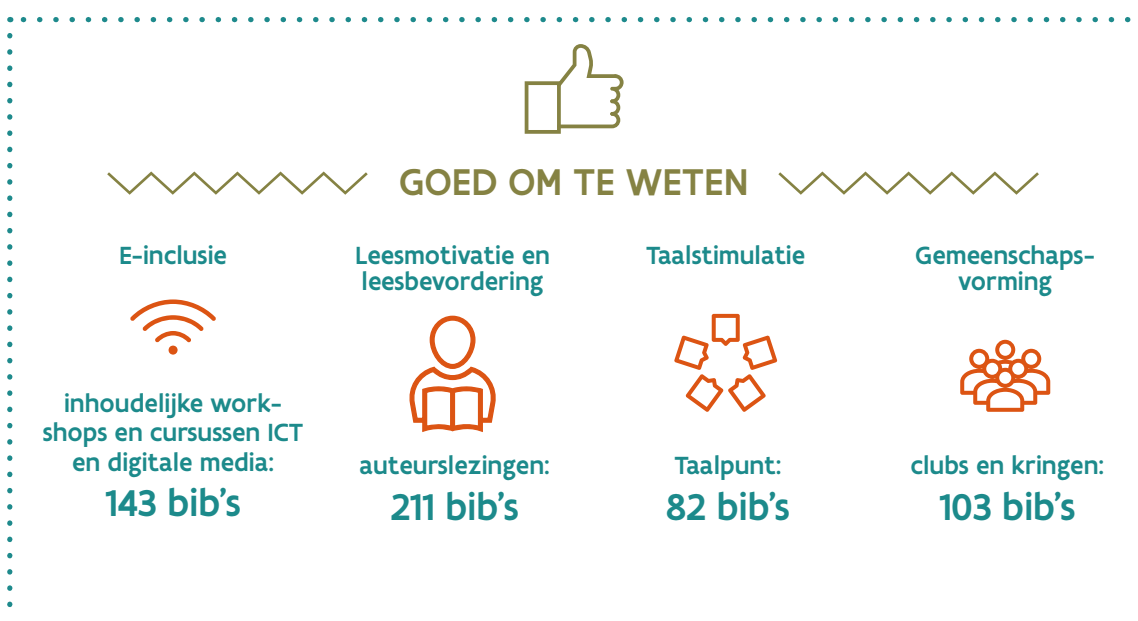 GOED OM TE WETEN
E-inclusie
inhoudelijke work-
shops en cursussen ICT
en digitale media:
143 bib's
Leesmotivatie en
leesbevordering
auteurslezingen:
211 bib's
Taalstimulatie
Taalpunt:
82 bib's
Gemeenschaps-
vorming
clubs en kringen:
103 bib's